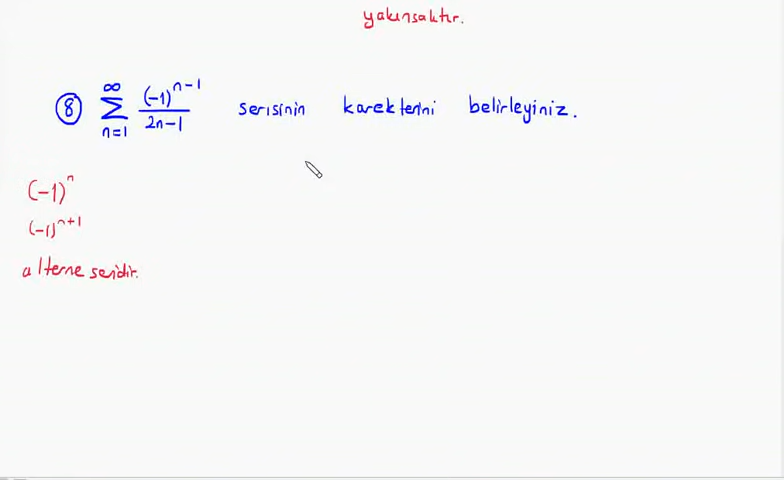 yakınsaktır.
⑧ ∞ ∑ n=1 (-1)^{n-1} / 2n-1 serisinin karekterini belirleyiniz.
(-1)^n
(-1)^{n+1}
alterne seridir.